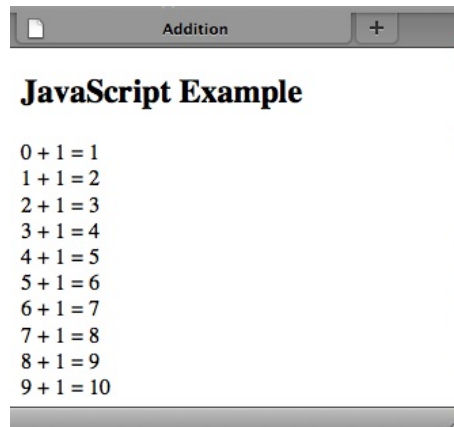 Addition
+
JavaScript Example
0 + 1 = 1
1 + 1 = 2
2 + 1 = 3
3 + 1 = 4
4 + 1 = 5
5 + 1 = 6
6 + 1 = 7
7 + 1 = 8
8 + 1 = 9
9 + 1 = 10